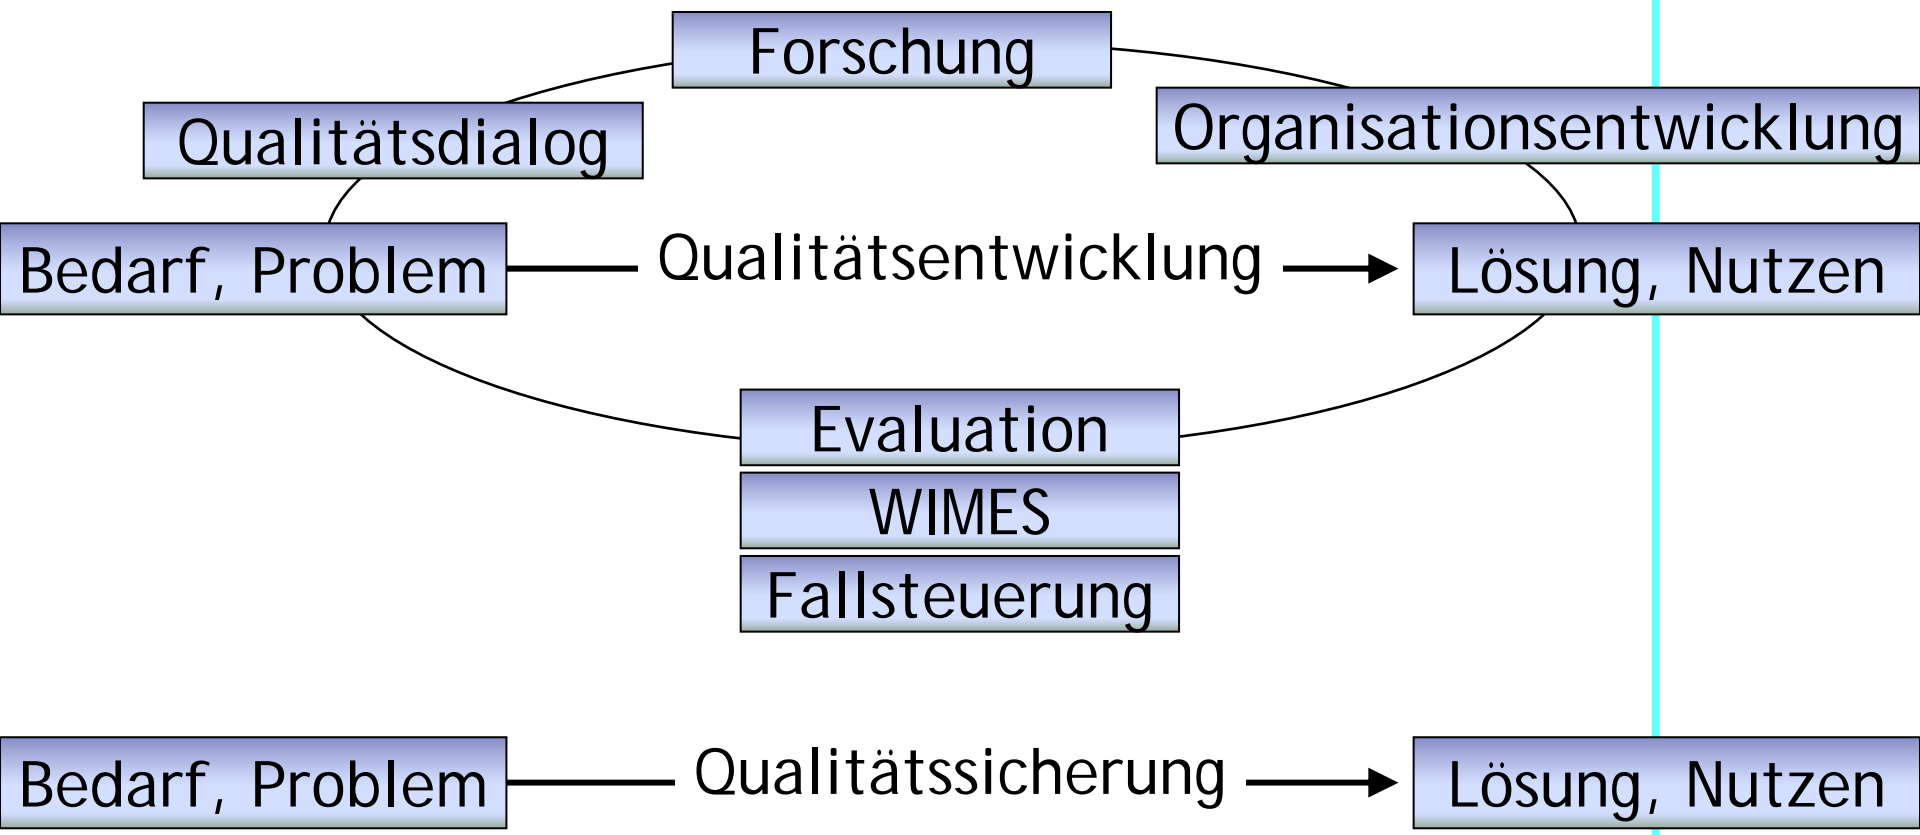 Forschung
Qualitätsdialog
Organisationsentwicklung
Bedarf, Problem
Qualitätsentwicklung
Lösung, Nutzen
Evaluation
WIMES
Fallsteuerung
Bedarf, Problem
Qualitätssicherung
Lösung, Nutzen